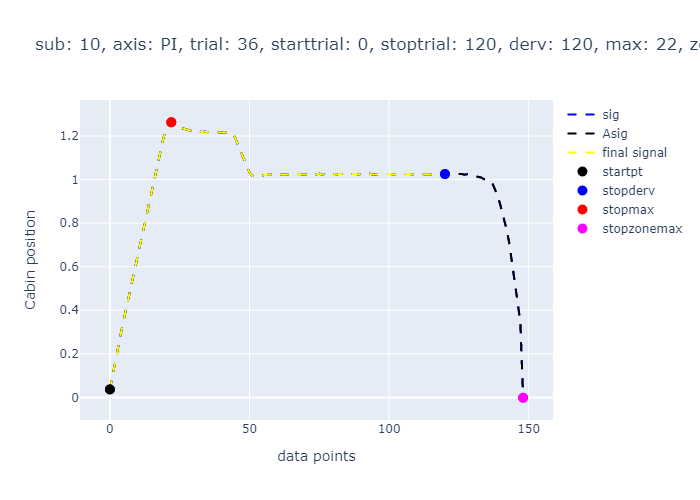 sub: 10, axis: PI, trial: 36, starttrial: 0, stoptrial: 120, derv: 120, max: 22, z
sig
Asig
final signal
startpt
stopderv
stopmax
stopzonemax
1.2
1
0.8
0.6
0.4
0.2
0
Cabin position
0
50
100
150
data points